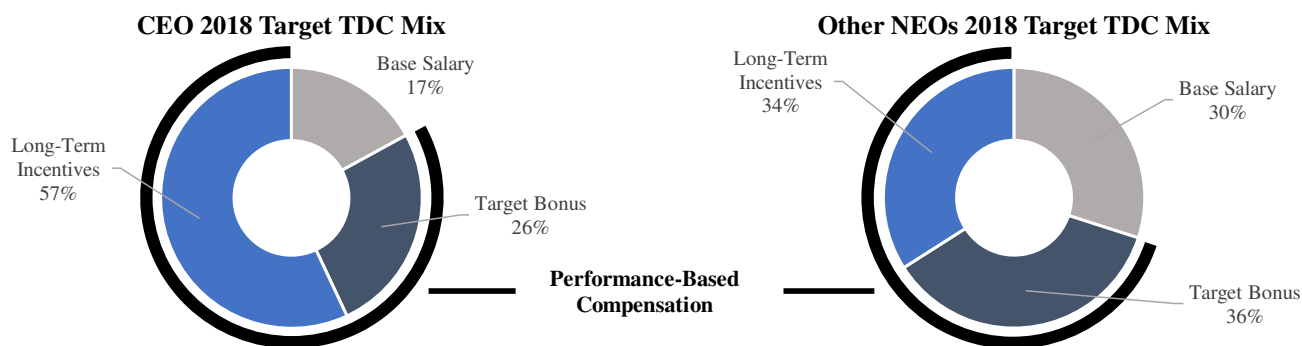 CEO 2018 Target TDC Mix
Base Salary
17%
Long-Term
Incentives
57%
Target Bonus
26%
Performance-Based
Compensation
Other NEOs 2018 Target TDC Mix
Long-Term
Incentives
34%
Base Salary
30%
Target Bonus
36%